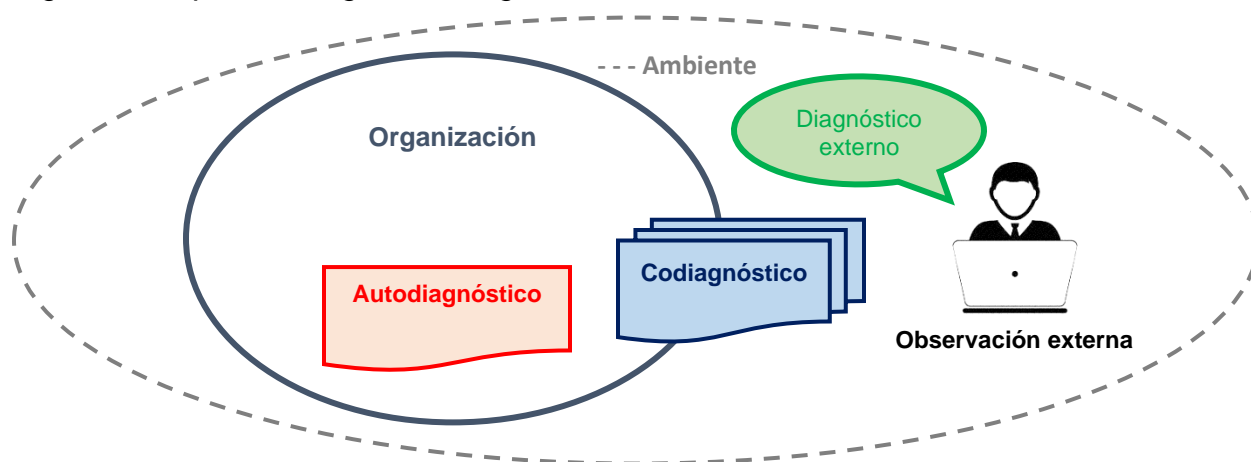 - - - Ambiente
Organización
Diagnóstico
externo
Codiagnóstico
Autodiagnóstico
Observación externa